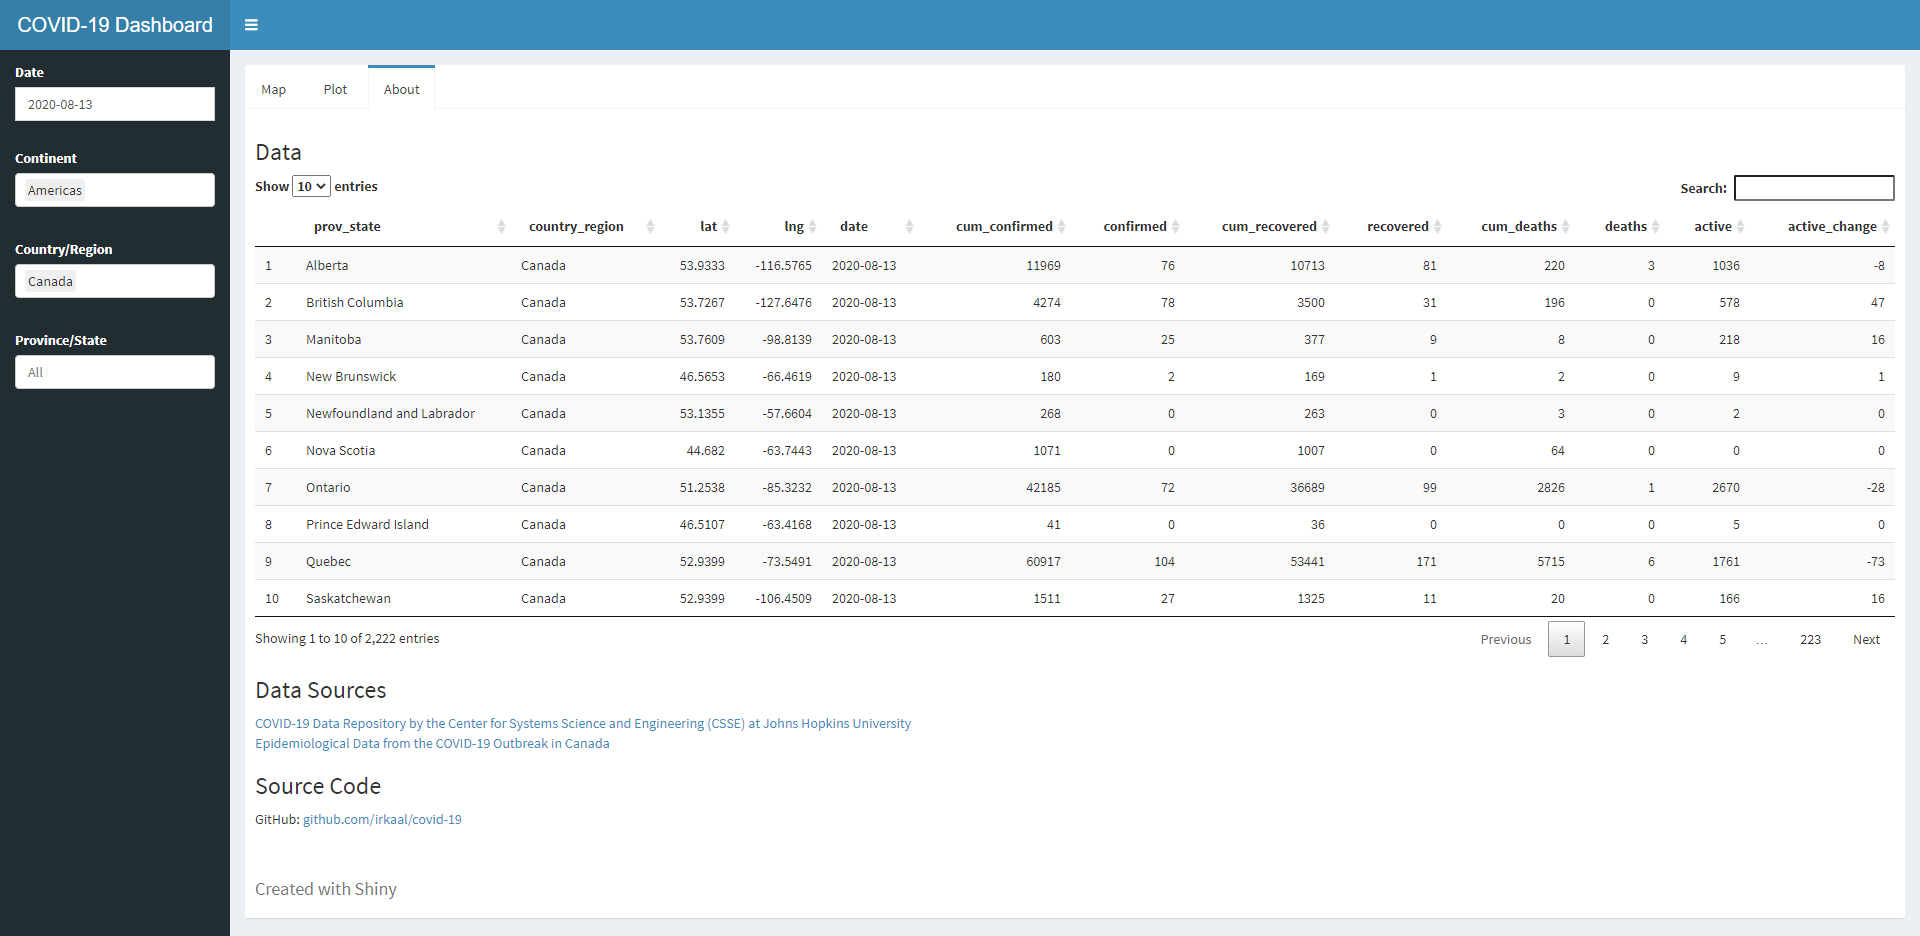 COVID-19 Dashboard
Date
2020-08-13
Continent
Americas
Country/Region
Canada
Province/State
All
Map Plot About
Data
Show 10 entries
Search:
prov_state country_region lat lng date cum_confirmed confirmed cum_recovered recovered cum_deaths deaths active active_change
1 Alberta Canada 53.9333 -116.5765 2020-08-13 11969 76 10713 81 220 3 1036 -8
2 British Columbia Canada 53.7267 -127.6476 2020-08-13 4274 78 3500 31 196 0 578 47
3 Manitoba Canada 53.7609 -98.8139 2020-08-13 603 25 377 9 8 0 218 16
4 New Brunswick Canada 46.5653 -66.4619 2020-08-13 180 2 169 1 2 0 9 1
5 Newfoundland and Labrador Canada 53.1355 -57.6604 2020-08-13 268 0 263 0 3 0 2 0
6 Nova Scotia Canada 44.682 -63.7443 2020-08-13 1071 0 1007 0 64 0 0 0
7 Ontario Canada 51.2538 -85.3232 2020-08-13 42185 72 36689 99 2826 1 2670 -28
8 Prince Edward Island Canada 46.5107 -63.4168 2020-08-13 41 0 36 0 0 0 5 0
9 Quebec Canada 52.9399 -73.5491 2020-08-13 60917 104 53441 171 5715 6 1761 -73
10 Saskatchewan Canada 52.9399 -106.4509 2020-08-13 1511 27 1325 11 20 0 166 16
Showing 1 to 10 of 2,222 entries
Previous 1 2 3 4 5 … 223 Next
Data Sources
COVID-19 Data Repository by the Center for Systems Science and Engineering (CSSE) at Johns Hopkins University
Epidemiological Data from the COVID-19 Outbreak in Canada
Source Code
GitHub: github.com/irkaal/covid-19
Created with Shiny